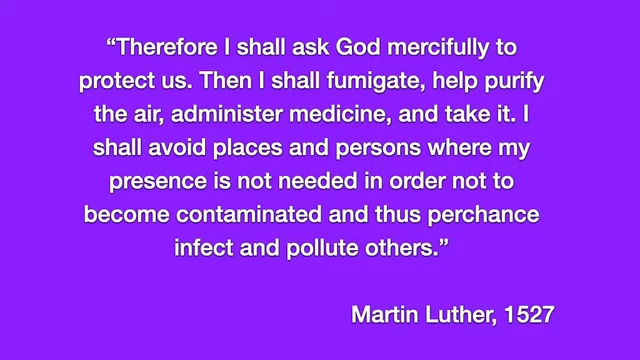 “Therefore I shall ask God mercifully to
protect us. Then I shall fumigate, help purify
the air, administer medicine, and take it. I
shall avoid places and persons where my
presence is not needed in order not to
become contaminated and thus perchance
infect and pollute others.”
Martin Luther, 1527